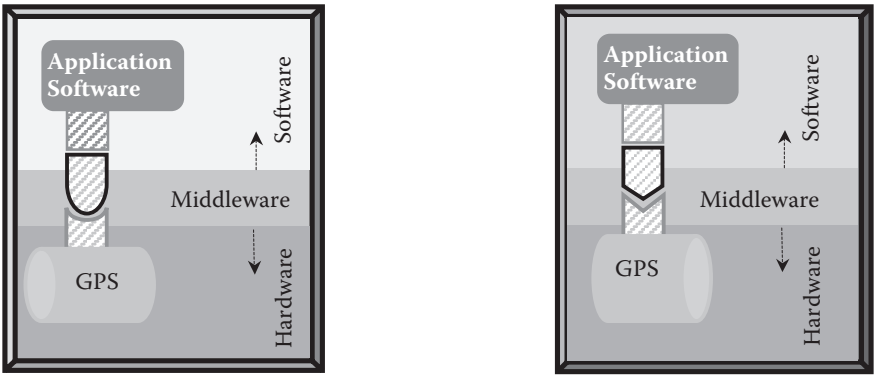 Application
Software
Software
Middleware
GPS
Hardware
Application
Software
Software
Middleware
GPS
Hardware